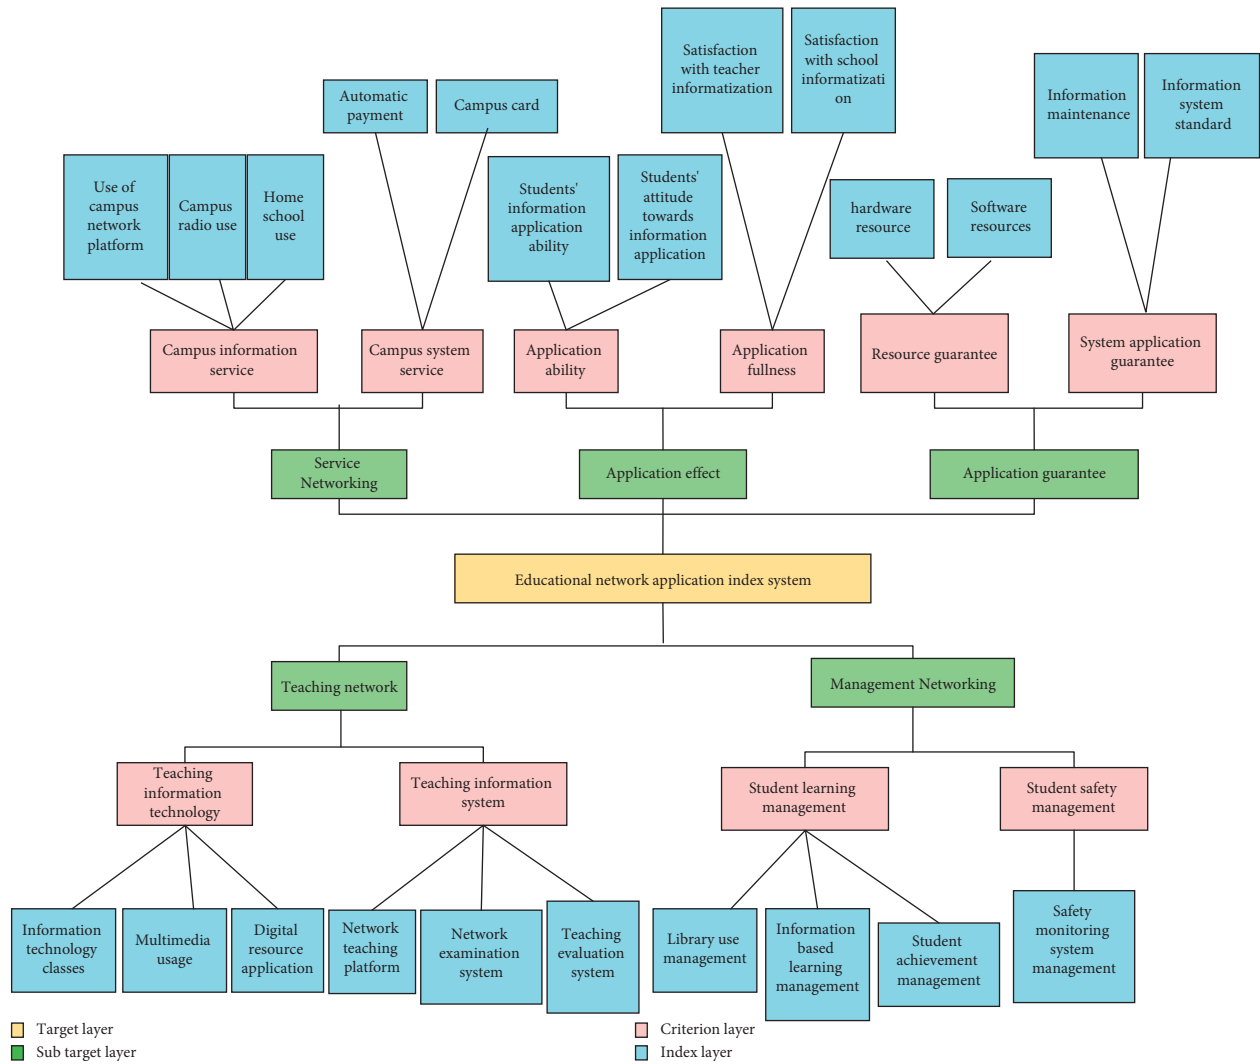 Satisfaction
with teacher
informatization
Satisfaction
with school
informatizati
on
Automatic
payment
Campus card
Information
maintenance
Information
system
standard
Use of
campus
network
platform
Campus
radio use
Home
school
use
Students'
information
application
ability
Students'
attitude
towards
information
application
hardware
resource
Software
resources
Campus information
service
Campus system
service
Application
ability
Application
fullness
Resource guarantee
System application
guarantee
Service
Networking
Application effect
Application guarantee
Educational network application index system
Teaching network
Management Networking
Teaching
information
technology
Teaching information
system
Student learning
management
Student safety
management
Information
technology
classes
Multimedia
usage
Digital
resource
application
Network
teaching
platform
Network
examination
system
Teaching
evaluation
system
Library use
management
Information
based
learning
management
Student
achievement
management
Safety
monitoring
system
management
Target layer
Sub target layer
Criterion layer
Index layer